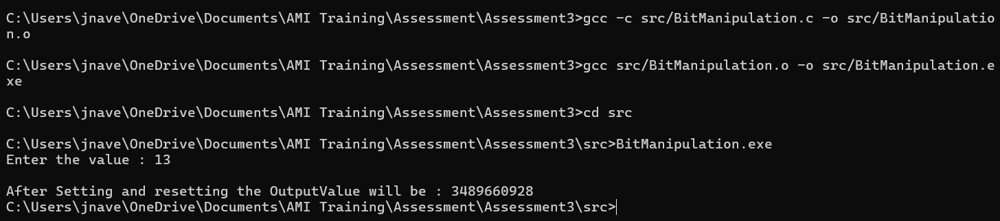 C:\Users\jnave\OneDrive\Documents\AMI Training\Assessment\Assessment3>gcc -c src/BitManipulation.c -o src/BitManipulatio
n.o
C:\Users\jnave\OneDrive\Documents\AMI Training\Assessment\Assessment3>gcc src/BitManipulation.o -o src/BitManipulation.e
xe
C:\Users\jnave\OneDrive\Documents\AMI Training\Assessment\Assessment3>cd src
C:\Users\jnave\OneDrive\Documents\AMI Training\Assessment\Assessment3\src>BitManipulation.exe
Enter the value : 13
After Setting and resetting the OutputValue will be : 3489660928
C:\Users\jnave\OneDrive\Documents\AMI Training\Assessment\Assessment3\src>